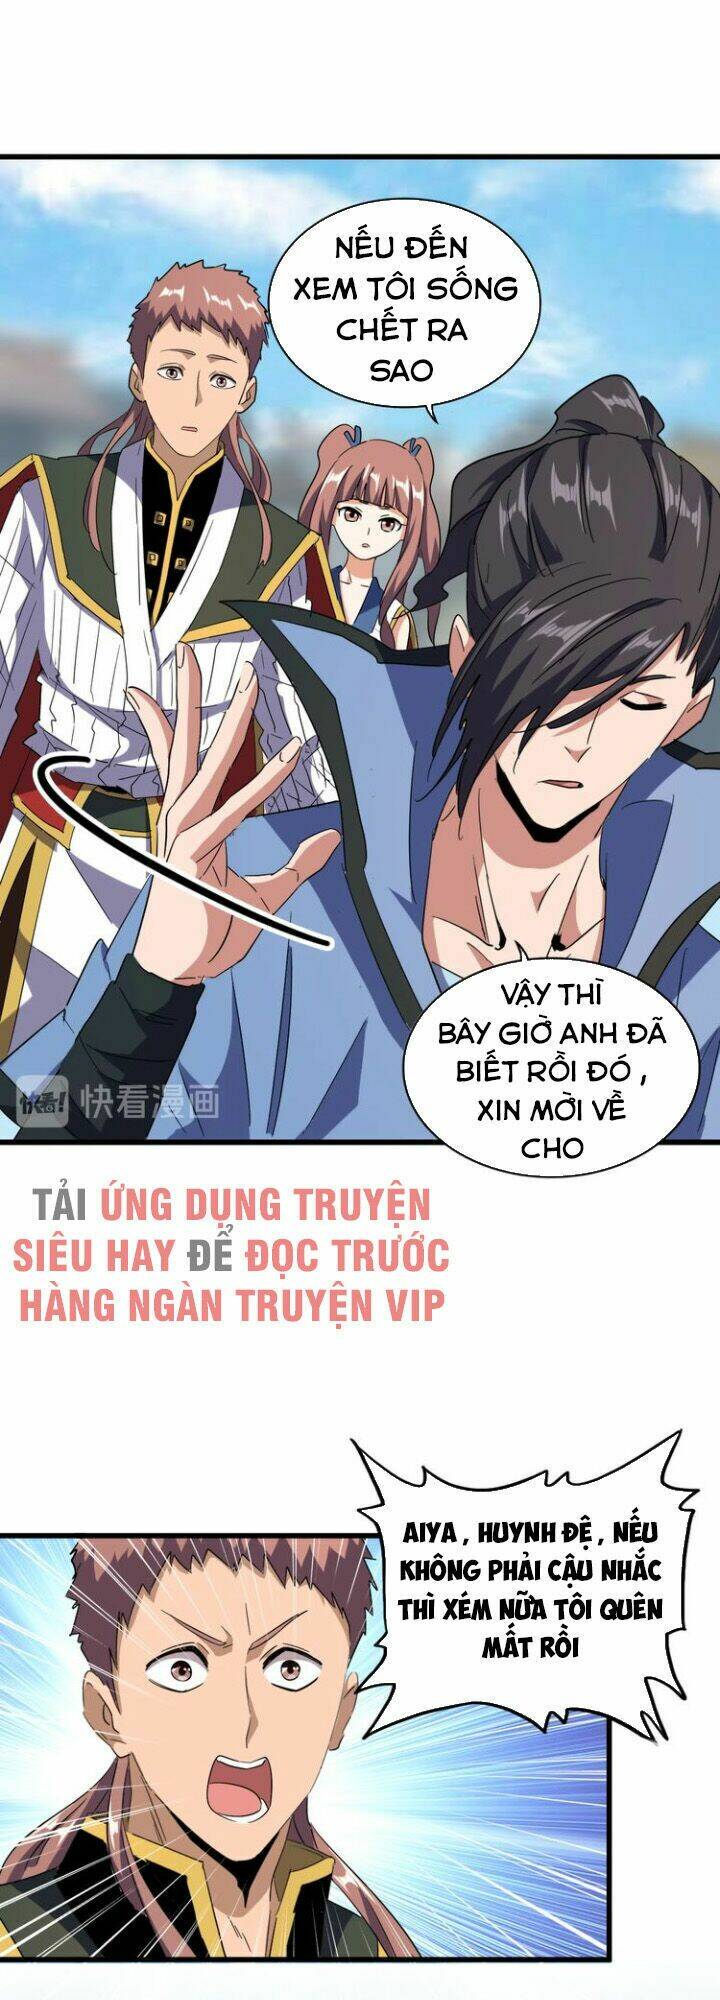 NẾU ĐẾN
XEM TÔI SỐNG
CHẾT RA
SAO
VẬY THÌ
BÂY GIỜ ANH ĐÃ
BIẾT RỒI ĐÓ ,
XIN MỜI VỀ
CHO
快看! 快看漫画
TẢI ỨNG DỤNG TRUYỆN
SIÊU HAY ĐỂ ĐỌC TRƯỚC
HÀNG NGÀN TRUYỆN VIP
AIYA , HUYNH ĐỆ , NẾU
KHÔNG PHẢI CẬU NHẮC
THÌ XÉM NỮA TÔI QUÊN
MẤT RỒI